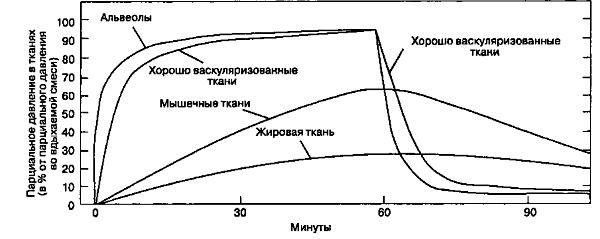 Парциальное давление в тканях
(в % от парциального давления
во вдыхаемой смеси)
100
90
80
70
60
50
40
30
20
10
0
Альвеолы
Хорошо васкуляризованные
ткани
Мышечные ткани
Жировая ткань
Хорошо васкуляризованные
ткани
0
30
60
90
Минуты